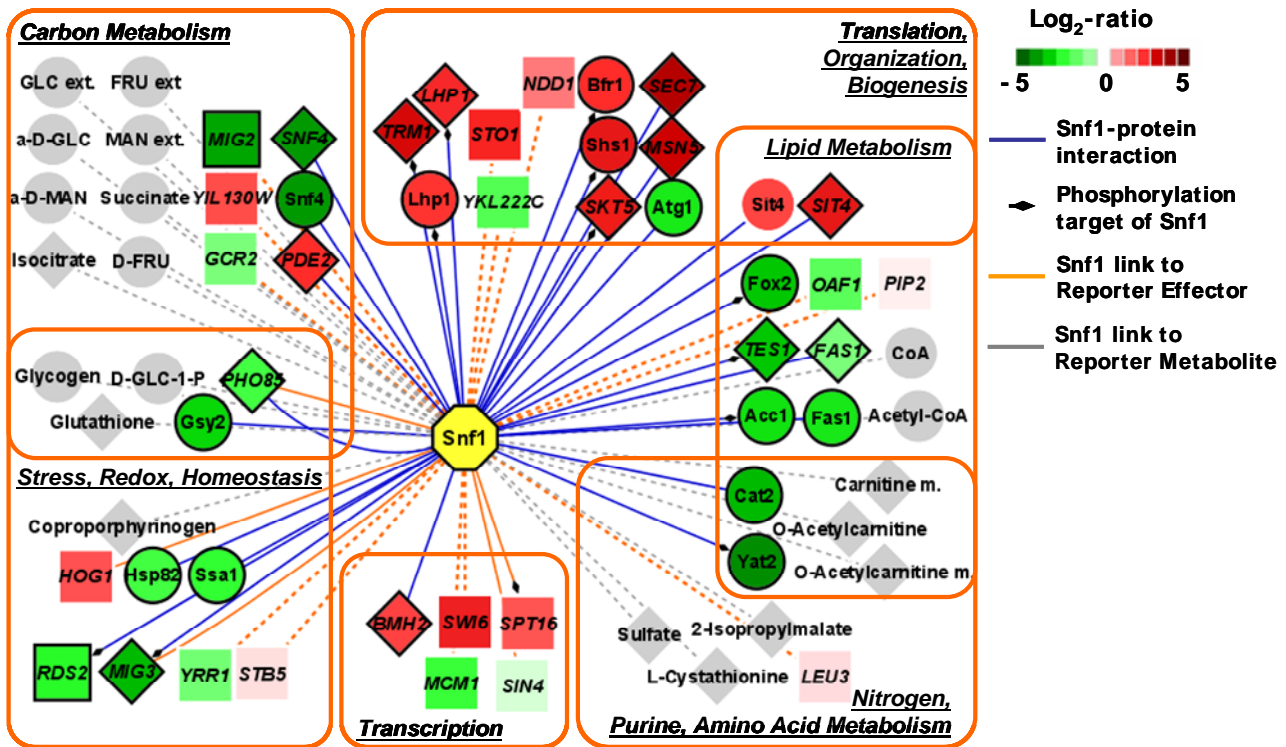 Carbon Metabolism
GLC ext. FRU ext
a-D-GLC MAN ext. MIG2 SNF4
a-D-MAN Succinate YIL130W Snf4
Isocitrate D-FRU GCR2 PDE2
Translation,
Organization,
Biogenesis
LHP1 NDD1 Bfr1 SEC7
TRM1 STO1 Shs1 MSN5
Lhp1 YKL222C SKT5 Atg1
Lipid Metabolism
Sit4 SIT4
Fox2 OAF1 PIP2
TES1 FAS1 CoA
Acc1 Fas1 Acetyl-CoA
Glycogen D-GLC-1-P PHO85
Glutathione Gsy2
Snf1
Stress, Redox, Homeostasis
Coproporphyrinogen
HOG1 Hsp82 Ssa1
RDS2 MIG3 YRR1 STB5
BMH2 SWI6 SPT16
MCM1 SIN4
Transcription
Cat2 Carnitine m.
O-Acetylcarnitine
Yat2 O-Acetylcarnitine m.
Sulfate 2-Isopropylmalate
L-Cystathionine LEU3
Nitrogen,
Purine, Amino Acid Metabolism
Log2-ratio
-5 0 5
Snf1-protein
interaction
Phosphorylation
target of Snf1
Snf1 link to
Reporter Effector
Snf1 link to
Reporter Metabolite